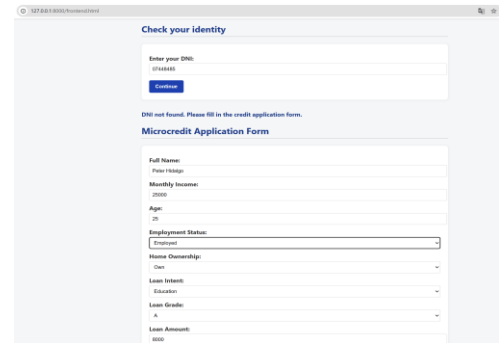 127.0.0.1:8000/frontend.html
Check your identity
Enter your DNI:
07448485
Continue
DNI not found. Please fill in the credit application form.
Microcredit Application Form
Full Name:
Peter Hidalgo
Monthly Income:
25000
Age:
25
Employment Status:
Employed
Home Ownership:
Own
Loan Intent:
Education
Loan Grade:
A
Loan Amount:
8000